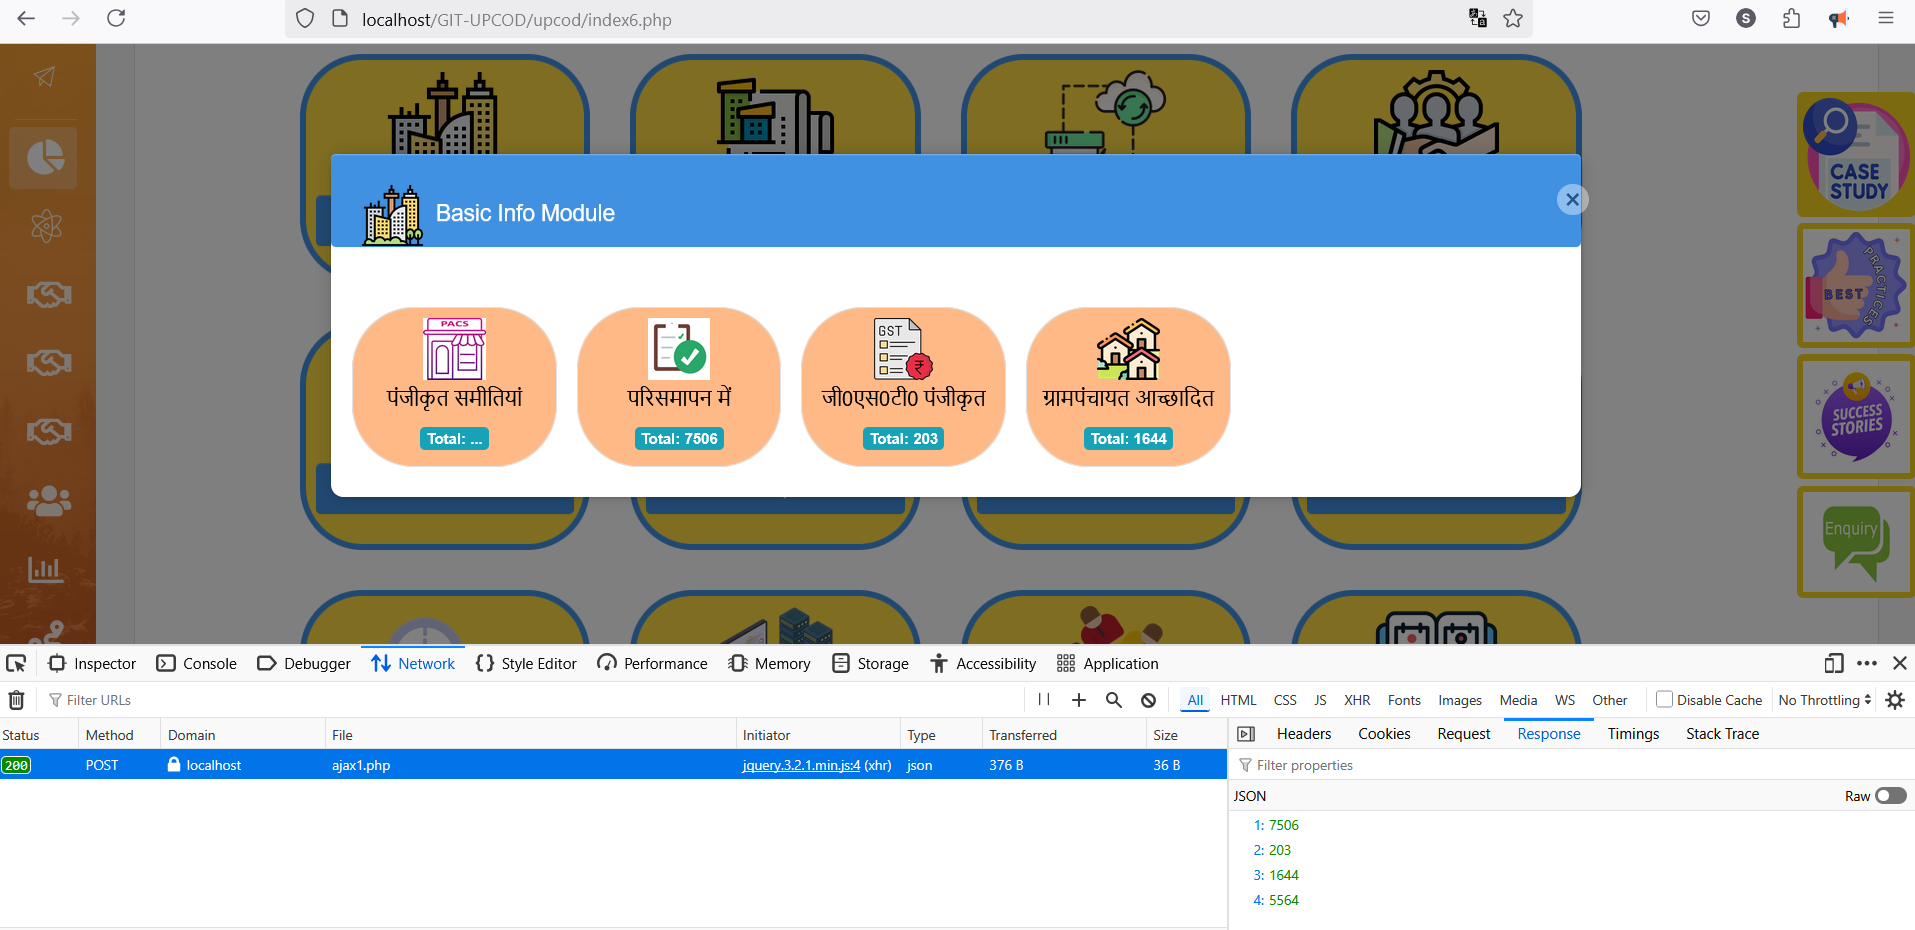 localhost/GIT-UPCOD/upcod/index6.php
S
Basic Info Module
PACS
पंजीकृत समीतियां
Total: ...
परिसमापन में
Total: 7506
GST
जी0एस0टी0 पंजीकृत
Total: 203
ग्रामपंचायत आच्छादित
Total: 1644
CASE
STUDY
BEST
PRACTICES
SUCCESS
STORIES
Enquiry
Inspector Console Debugger Network Style Editor Performance Memory Storage Accessibility Application
Filter URLs All HTML CSS JS XHR Fonts Images Media WS Other Disable Cache No Throttling
Status Method Domain File Initiator Type Transferred Size
200 POST localhost ajax1.php jquery.3.2.1.min.js:4 (xhr) json 376 B 36 B
Headers Cookies Request Response Timings Stack Trace
Filter properties
JSON Raw
1: 7506
2: 203
3: 1644
4: 5564